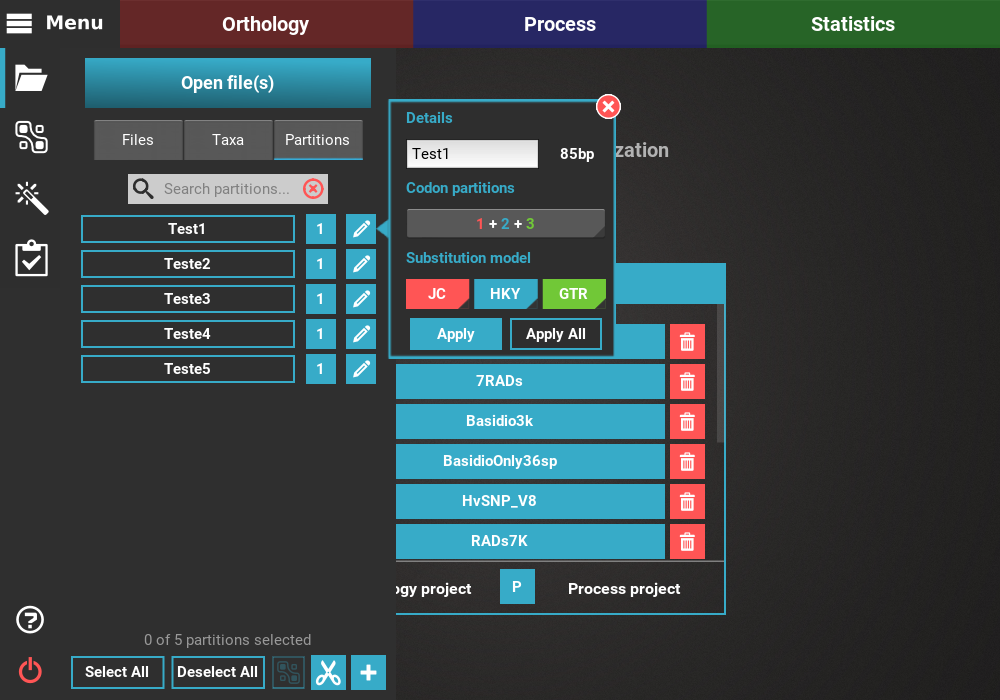 Menu
Orthology
Process
Statistics
Open file(s)
Files
Taxa
Partitions
Search partitions...
Test1
1
Teste2
1
Teste3
1
Teste4
1
Teste5
1
Details
Test1
85bp
Codon partitions
1 + 2 + 3
Substitution model
JC
HKY
GTR
Apply
Apply All
zation
7RADs
Basidio3k
BasidioOnly36sp
HvSNP_V8
RADs7K
ogy project
P
Process project
?
0 of 5 partitions selected
Select All
Deselect All